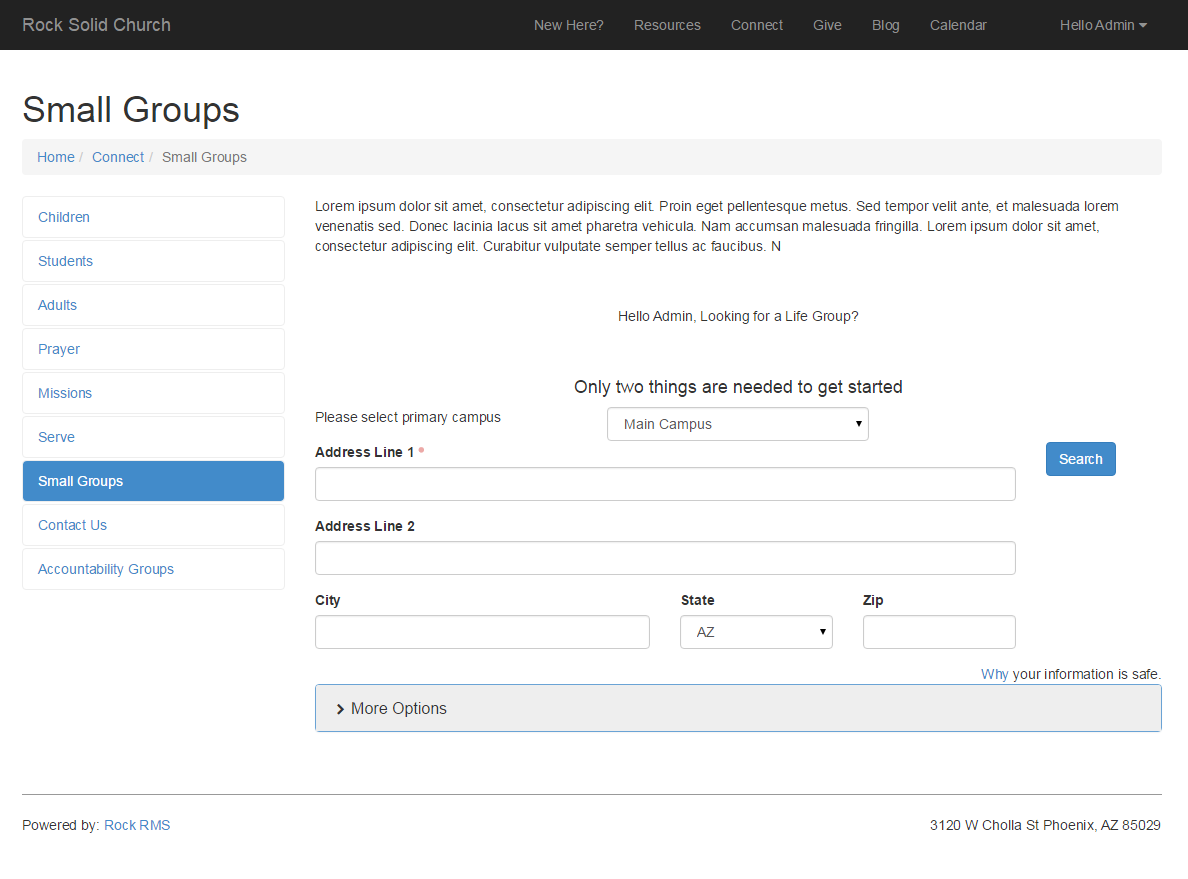 Rock Solid Church New Here? Resources Connect Give Blog Calendar Hello Admin
Small Groups
Home / Connect / Small Groups
Children
Students
Adults
Prayer
Missions
Serve
Small Groups
Contact Us
Accountability Groups
Lorem ipsum dolor sit amet, consectetur adipiscing elit. Proin eget pellentesque metus. Sed tempor velit ante, et malesuada lorem
venenatis sed. Donec lacinia lacus sit amet pharetra vehicula. Nam accumsan malesuada fringilla. Lorem ipsum dolor sit amet,
consectetur adipiscing elit. Curabitur vulputate semper tellus ac faucibus. N
Hello Admin, Looking for a Life Group?
Only two things are needed to get started
Please select primary campus Main Campus
Address Line 1
Search
Address Line 2
City State Zip
AZ
Why your information is safe.
More Options
Powered by: Rock RMS 3120 W Cholla St Phoenix, AZ 85029